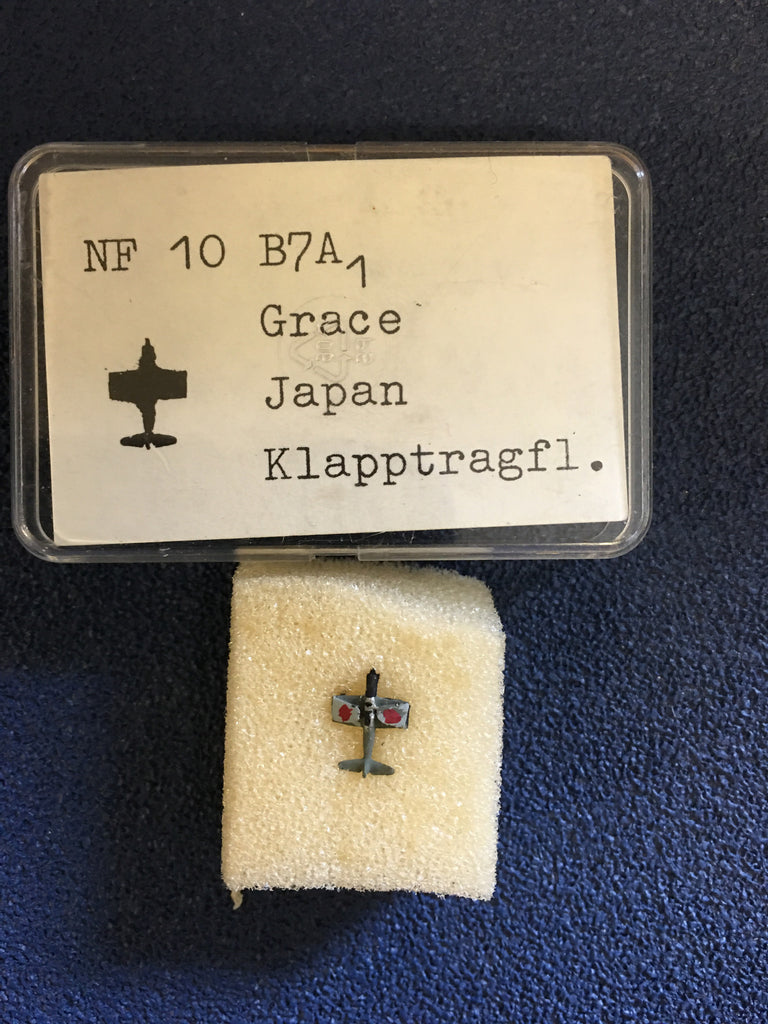 NF 10 B7A₁
Grace
Japan
Klapptragfl.